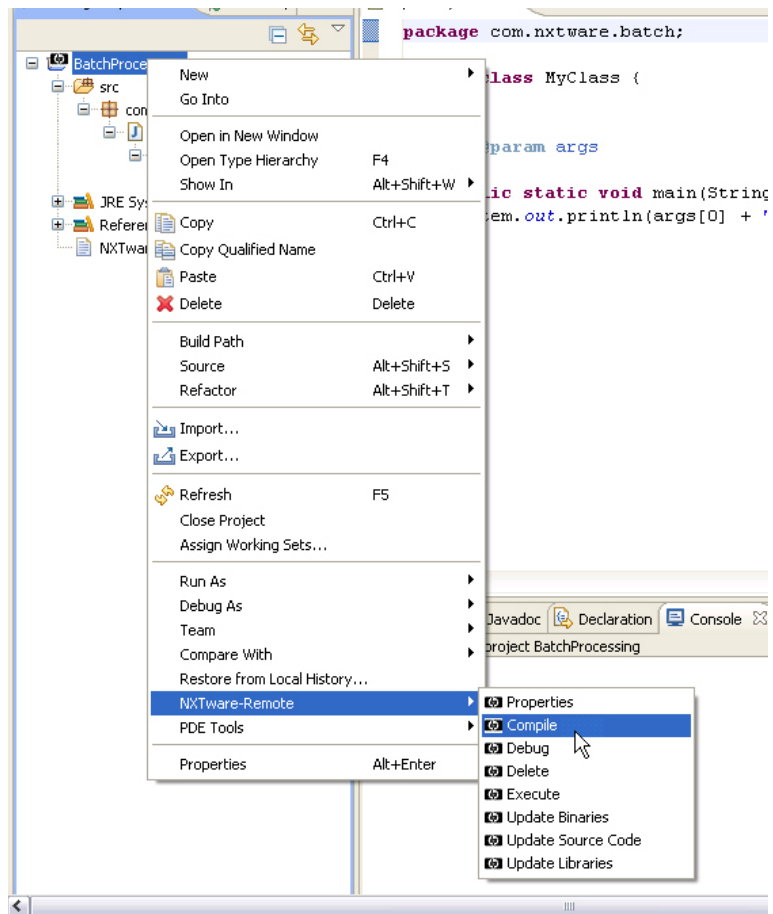 package com.nxtware.batch;
BatchProce
lass MyClass {
src
con
param args
JRE Sys
ic static void main(String
Referer
em.out.println(args[0] + "
NXTwar
New
Go Into
Open in New Window
Open Type Hierarchy F4
Show In Alt+Shift+W
Copy Ctrl+C
Copy Qualified Name
Paste Ctrl+V
Delete Delete
Build Path
Source Alt+Shift+S
Refactor Alt+Shift+T
Import...
Export...
Refresh F5
Close Project
Assign Working Sets...
Run As
Debug As
Team
Compare With
Restore from Local History...
NXTware-Remote
PDE Tools
Properties Alt+Enter
Javadoc Declaration Console
project BatchProcessing
Properties
Compile
Debug
Delete
Execute
Update Binaries
Update Source Code
Update Libraries